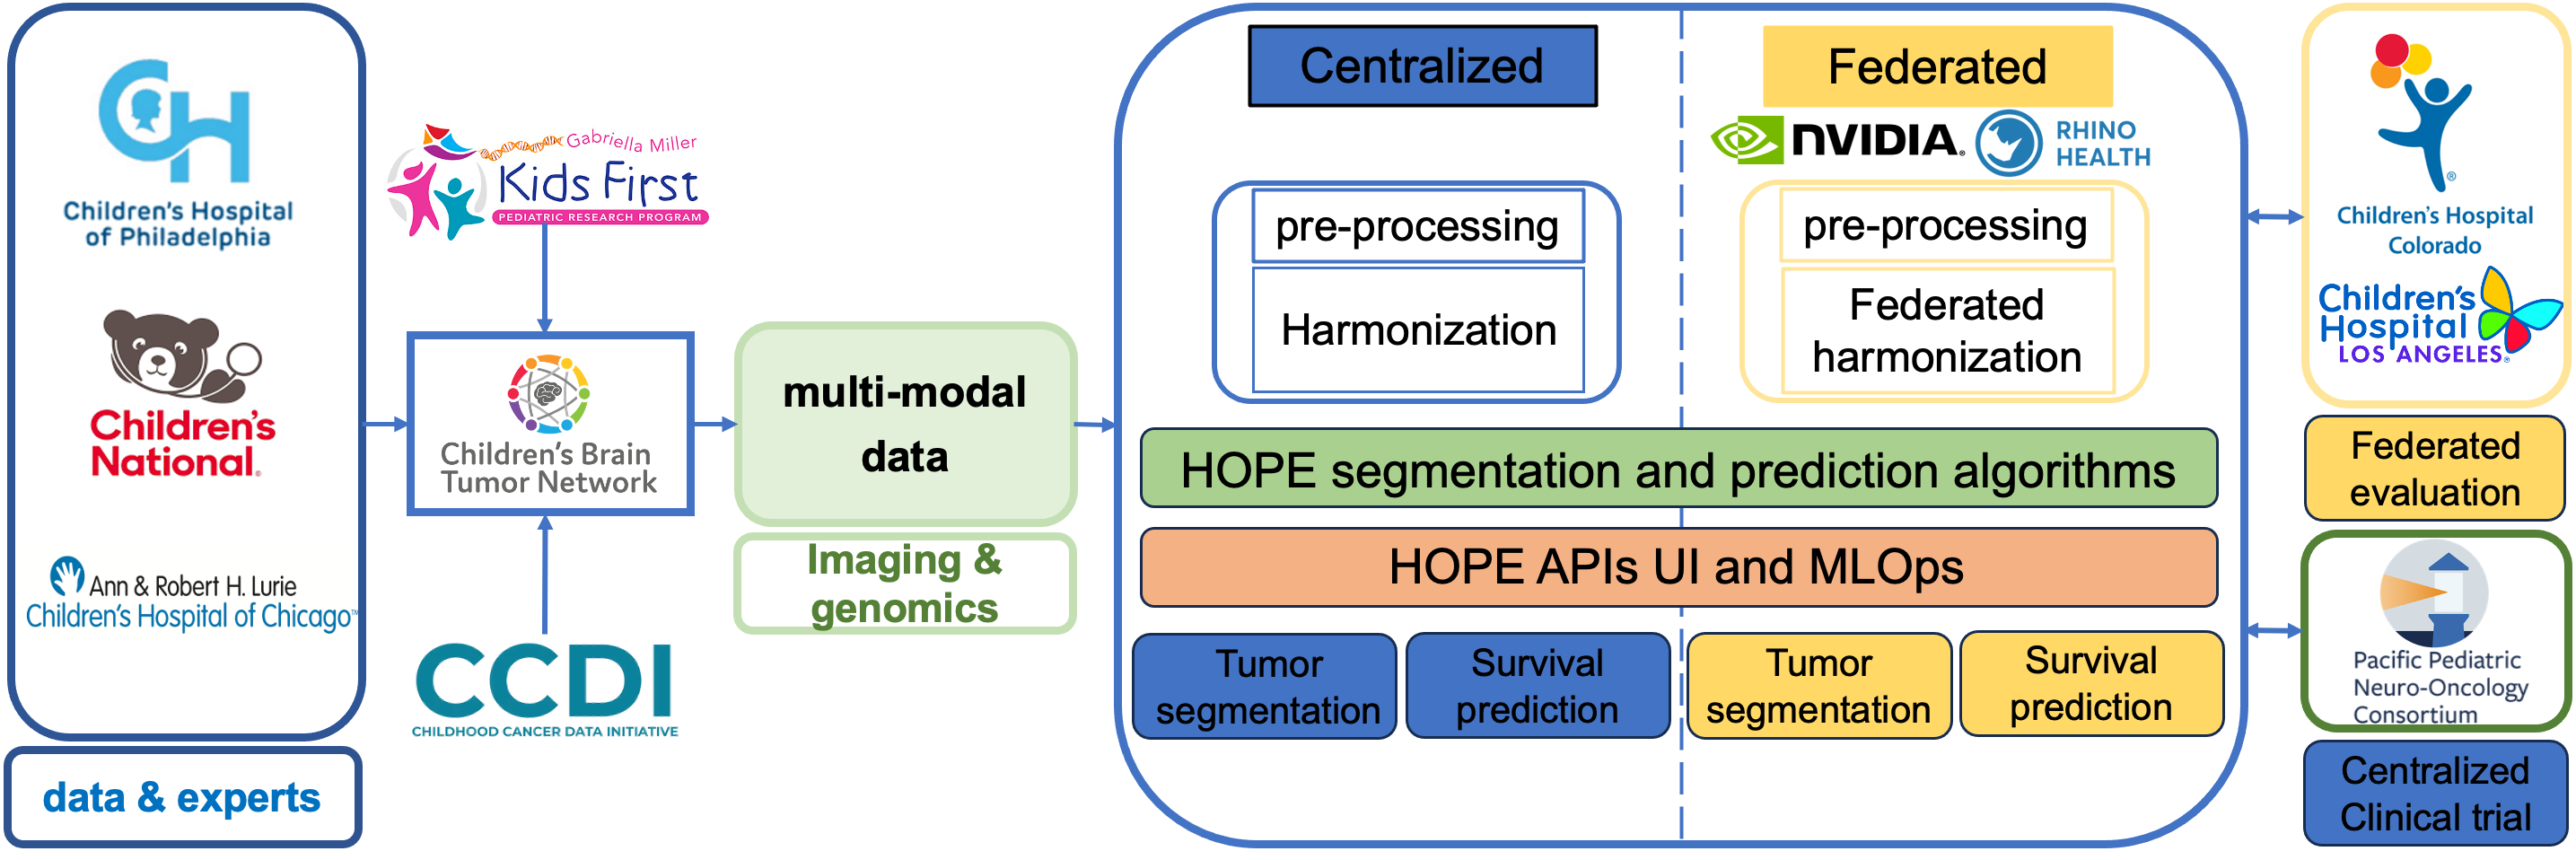 Children's Hospital
of Philadelphia
Children's
National.
Ann & Robert H. Lurie
Children's Hospital of Chicago™
data & experts
Gabriella Miller
Kids First
PEDIATRIC RESEARCH PROGRAM
Children's Brain
Tumor Network
CCDI
CHILDHOOD CANCER DATA INITIATIVE
multi-modal
data
Imaging &
genomics
Centralized
pre-processing
Harmonization
Federated
NVIDIA®
RHINO
HEALTH
pre-processing
Federated
harmonization
HOPE segmentation and prediction algorithms
HOPE APIs UI and MLOps
Tumor
segmentation
Survival
prediction
Tumor
segmentation
Survival
prediction
®
Children's Hospital
Colorado
Children's
Hospital
LOS ANGELES®
Federated
evaluation
Pacific Pediatric
Neuro-Oncology
Consortium
Centralized
Clinical trial